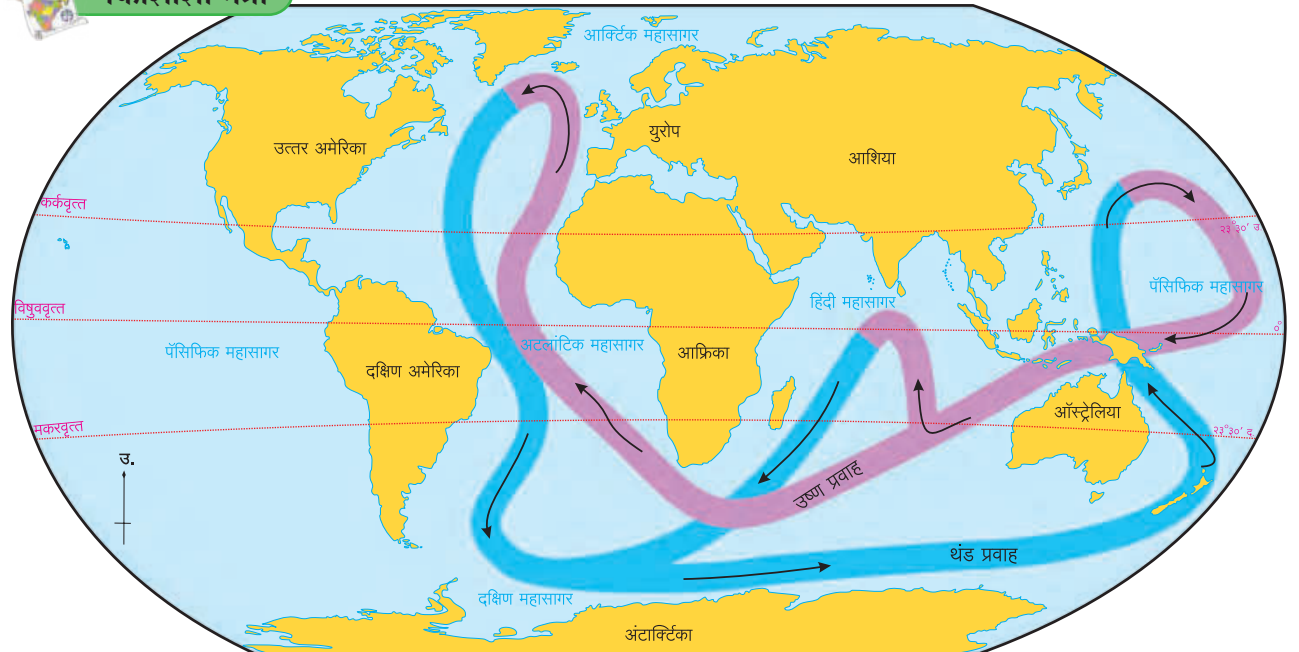 आर्क्टिक महासागर
युरोप
उत्तर अमेरिका
आशिया
कर्कवृत्त
२३°३०' उ
पॅसिफिक महासागर
हिंदी महासागर
विषुववृत्त
०°
अटलांटिक महासागर
पॅसिफिक महासागर
आफ्रिका
दक्षिण अमेरिका
ऑस्ट्रेलिया
मकरवृत्त
२३°३०' द
उ.
उष्ण प्रवाह
थंड प्रवाह
दक्षिण महासागर
अंटार्क्टिका